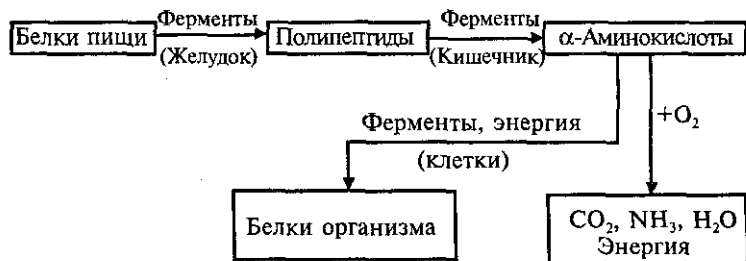 Ферменты
Ферменты
Белки пищи
Полипептиды
α-Аминокислоты
(Желудок)
(Кишечник)
+O₂
Ферменты, энергия
(клетки)
Белки организма
CO₂, NH₃, H₂O
Энергия